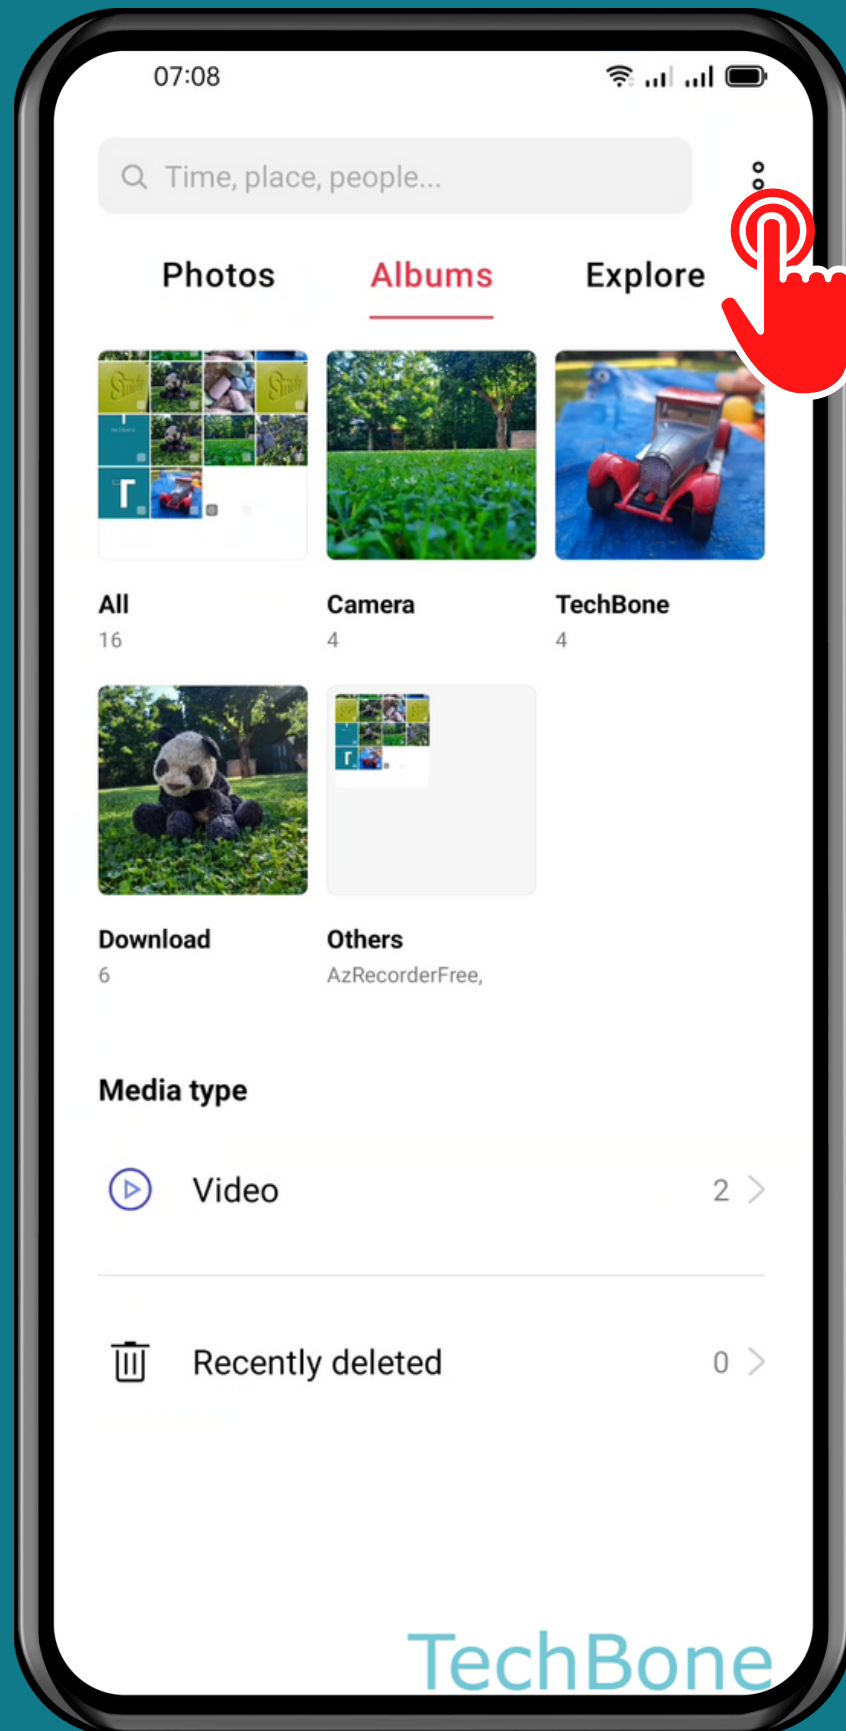 07:08
Time, place, people...
Photos Albums Explore
All Camera TechBone
16 4 4
Download Others
6 AzRecorderFree,
Media type
Video 2
Recently deleted 0
TechBone